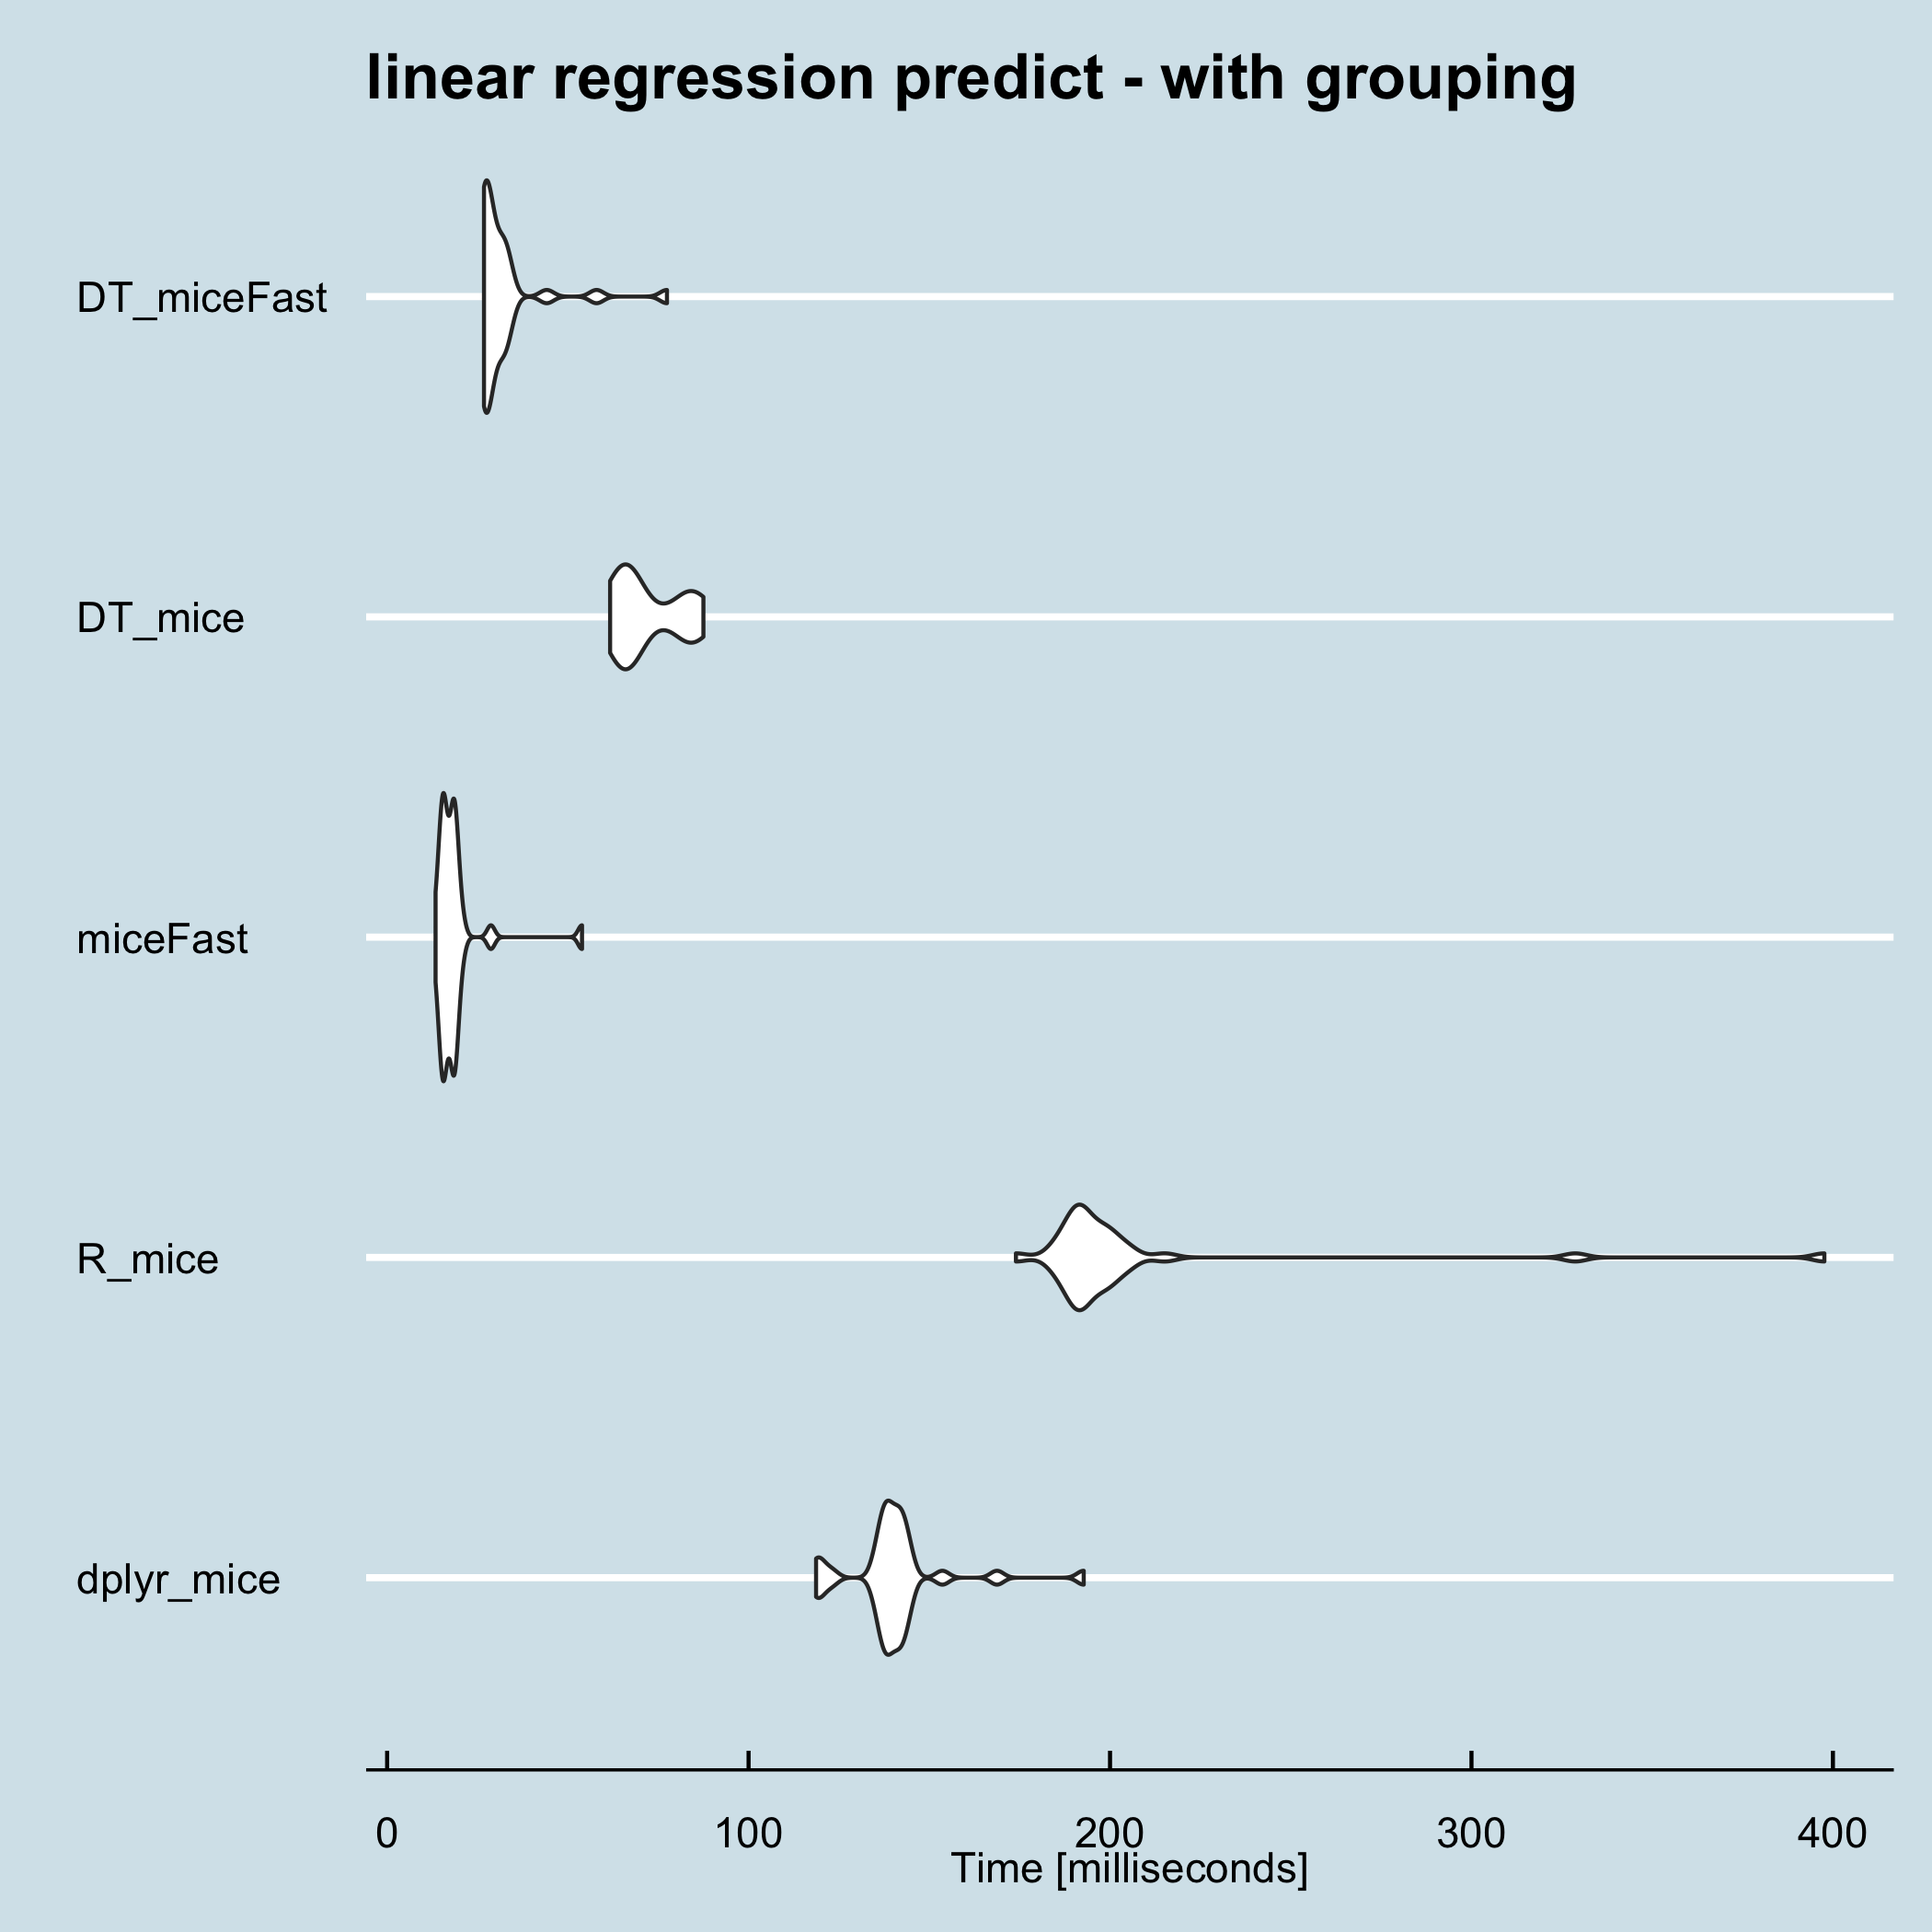 linear regression predict - with grouping
DT_miceFast
DT_mice
miceFast
R_mice
dplyr_mice
0 100 200 300 400
Time [milliseconds]